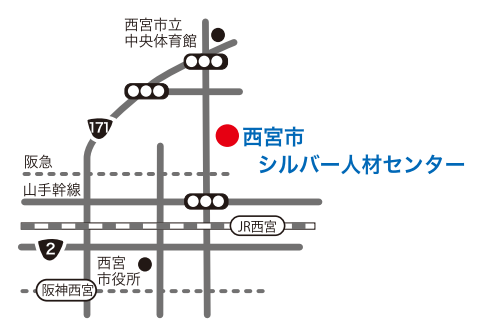 西宮市立
中央体育館
171
西宮市
シルバー人材センター
阪急
山手幹線
JR西宮
2
西宮
市役所
阪神西宮